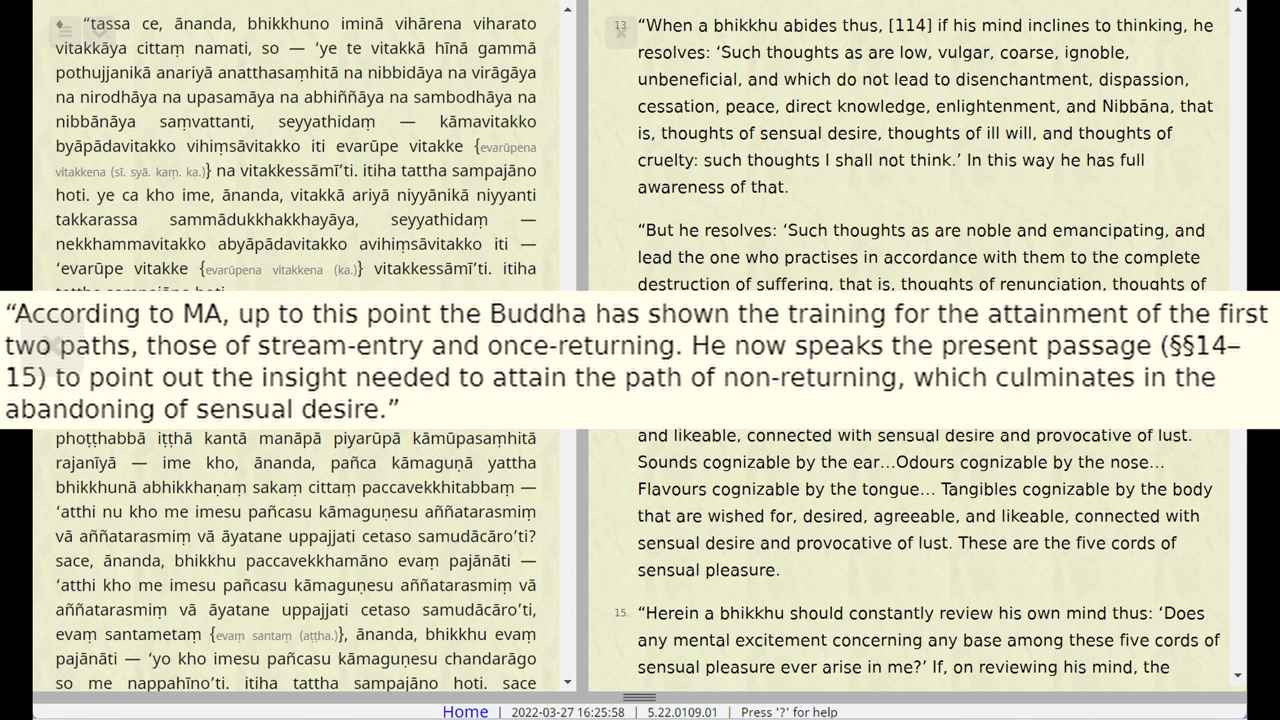 “tassa ce, ānanda, bhikkhuno iminā vihārena viharato
vitakkāya cittaṃ namati, so — ‘ye te vitakkā hīnā gammā
pothujjanikā anariyā anatthasaṃhitā na nibbidāya na virāgāya
na nirodhāya na upasamāya na abhiññāya na sambodhāya na
nibbānāya saṃvattanti, seyyathidaṃ — kāmavitakko
byāpādavitakko vihiṃsāvitakko iti evarūpe vitakke {evarūpena
vitakkena (sī. syā. kaṃ. ka.)} na vitakkessāmī’ti. itiha tattha sampajāno
hoti. ye ca kho ime, ānanda, vitakkā ariyā niyyānikā niyyanti
takkarassa sammādukkhakkhayāya, seyyathidaṃ —
nekkhammavitakko abyāpādavitakko avihiṃsāvitakko iti —
‘evarūpe vitakke {evarūpena vitakkena (ka.)} vitakkessāmī’ti. itiha
13. “When a bhikkhu abides thus, [114] if his mind inclines to thinking, he
resolves: ‘Such thoughts as are low, vulgar, coarse, ignoble,
unbeneficial, and which do not lead to disenchantment, dispassion,
cessation, peace, direct knowledge, enlightenment, and Nibbāna, that
is, thoughts of sensual desire, thoughts of ill will, and thoughts of
cruelty: such thoughts I shall not think.’ In this way he has full
awareness of that.
“But he resolves: ‘Such thoughts as are noble and emancipating, and
lead the one who practises in accordance with them to the complete
destruction of suffering, that is, thoughts of renunciation, thoughts of
“According to MA, up to this point the Buddha has shown the training for the attainment of the first
two paths, those of stream-entry and once-returning. He now speaks the present passage (§§14–
15) to point out the insight needed to attain the path of non-returning, which culminates in the
abandoning of sensual desire.”
phoṭṭhabbā iṭṭhā kantā manāpā piyarūpā kāmūpasaṃhitā
rajanīyā — ime kho, ānanda, pañca kāmaguṇā yattha
bhikkhunā abhikkhaṇaṃ sakaṃ cittaṃ paccavekkhitabbaṃ —
‘atthi nu kho me imesu pañcasu kāmaguṇesu aññatarasmiṃ
vā aññatarasmiṃ vā āyatane uppajjati cetaso samudācāro’ti?
sace, ānanda, bhikkhu paccavekkhamāno evaṃ pajānāti —
‘atthi kho me imesu pañcasu kāmaguṇesu aññatarasmiṃ vā
aññatarasmiṃ vā āyatane uppajjati cetaso samudācāro’ti,
evaṃ santametaṃ {evaṃ santaṃ (aṭṭha.)}, ānanda, bhikkhu evaṃ
pajānāti — ‘yo kho imesu pañcasu kāmaguṇesu chandarāgo
so me nappahīno’ti. itiha tattha sampajāno hoti. sace
and likeable, connected with sensual desire and provocative of lust.
Sounds cognizable by the ear…Odours cognizable by the nose…
Flavours cognizable by the tongue… Tangibles cognizable by the body
that are wished for, desired, agreeable, and likeable, connected with
sensual desire and provocative of lust. These are the five cords of
sensual pleasure.
15. “Herein a bhikkhu should constantly review his own mind thus: ‘Does
any mental excitement concerning any base among these five cords of
sensual pleasure ever arise in me?’ If, on reviewing his mind, the
Home | 2022-03-27 16:25:58 | 5.22.0109.01 | Press '?' for help